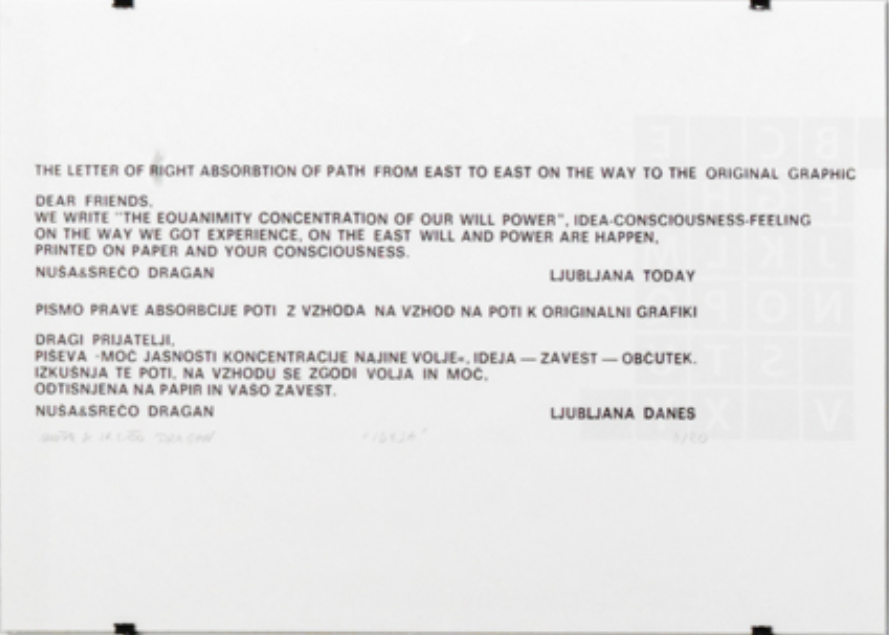 THE LETTER OF RIGHT ABSORBTION OF PATH FROM EAST TO EAST ON THE WAY TO THE ORIGINAL GRAPHIC
DEAR FRIENDS,
WE WRITE "THE EQUANIMITY CONCENTRATION OF OUR WILL POWER", IDEA-CONSCIOUSNESS-FEELING
ON THE WAY WE GOT EXPERIENCE, ON THE EAST WILL AND POWER ARE HAPPEN,
PRINTED ON PAPER AND YOUR CONSCIOUSNESS.
NUŠA&SREČO DRAGAN LJUBLJANA TODAY
PISMO PRAVE ABSORBCIJE POTI Z VZHODA NA VZHOD NA POTI K ORIGINALNI GRAFIKI
DRAGI PRIJATELJI,
PIŠEVA »MOČ JASNOSTI KONCENTRACIJE NAJINE VOLJE«, IDEJA — ZAVEST — OBČUTEK.
IZKUŠNJA TE POTI, NA VZHODU SE ZGODI VOLJA IN MOČ,
ODTISNJENA NA PAPIR IN VAŠO ZAVEST.
NUŠA&SREČO DRAGAN LJUBLJANA DANES
"IDEJA"